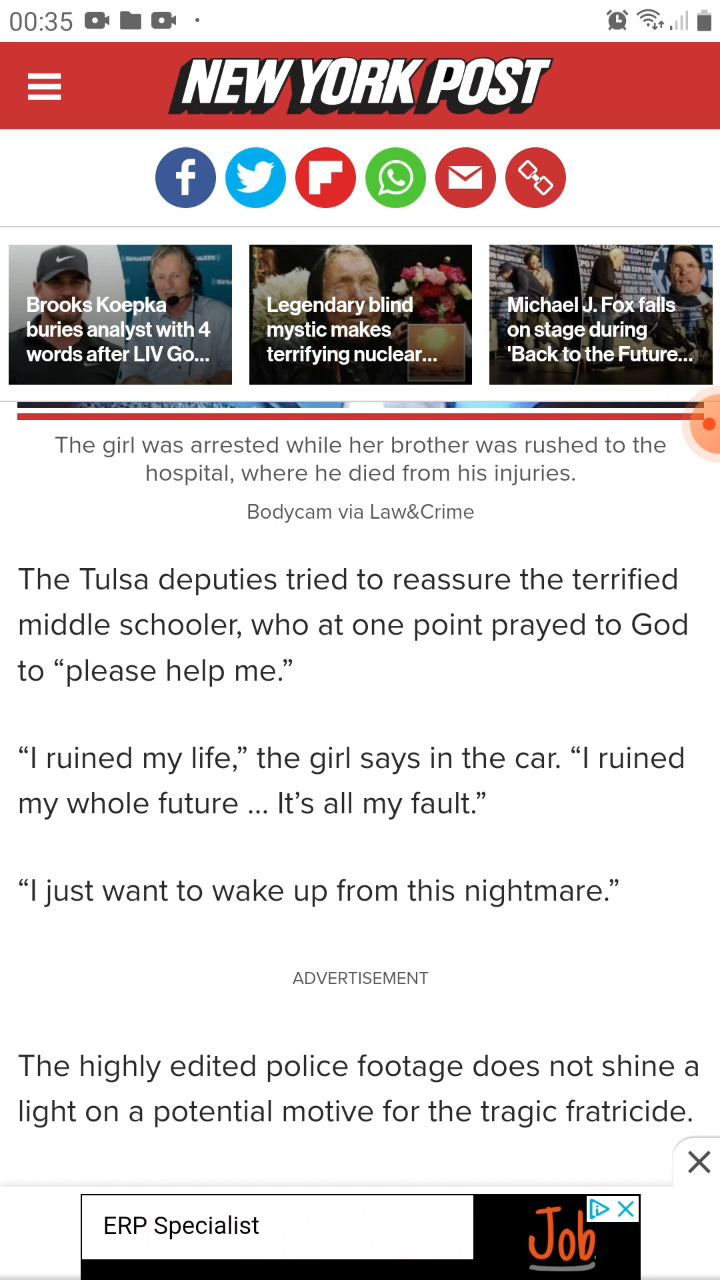 00:35
NEW YORK POST
Brooks Koepka
buries analyst with 4
words after LIV Go...
Legendary blind
mystic makes
terrifying nuclear...
Michael J. Fox falls
on stage during
'Back to the Future...
The girl was arrested while her brother was rushed to the
hospital, where he died from his injuries.
Bodycam via Law&Crime
The Tulsa deputies tried to reassure the terrified
middle schooler, who at one point prayed to God
to “please help me.”
“I ruined my life,” the girl says in the car. “I ruined
my whole future ... It’s all my fault.”
“I just want to wake up from this nightmare.”
ADVERTISEMENT
The highly edited police footage does not shine a
light on a potential motive for the tragic fratricide.
ERP Specialist
Job